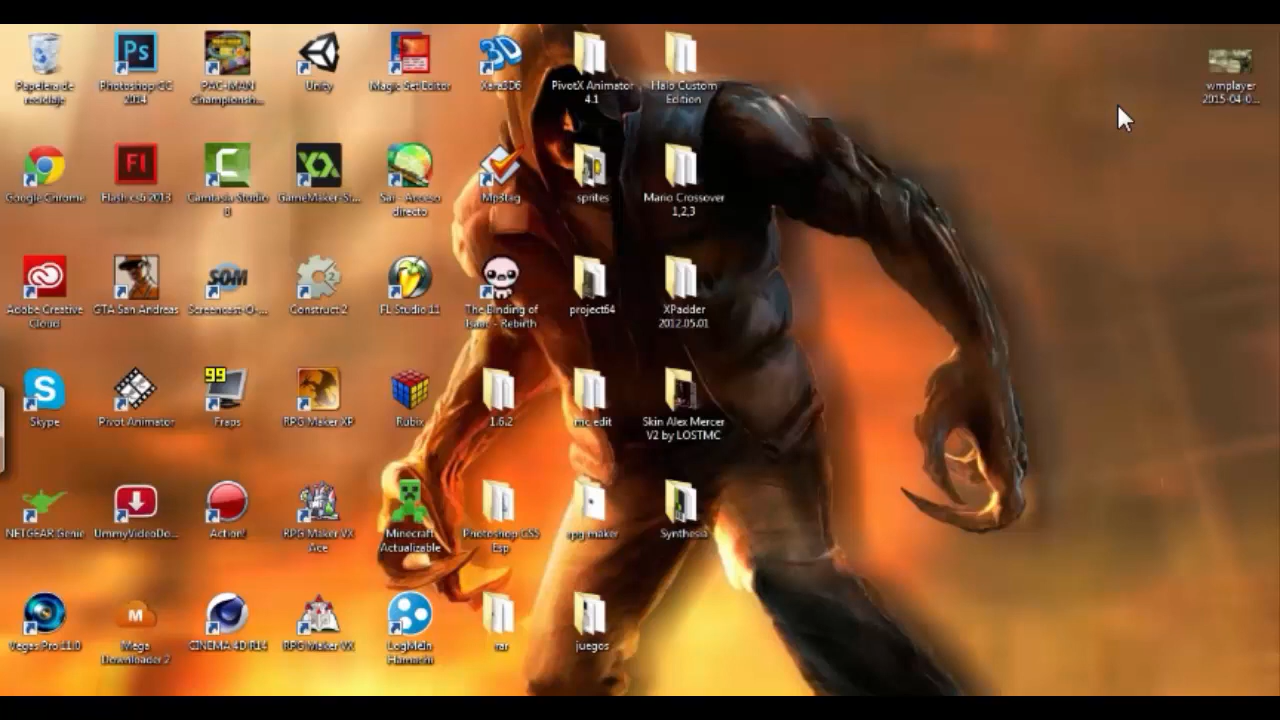 Papelera de
reciclaje
Photoshop CC
2014
PAC-MAN
Championsh...
Unity
Magic Set Editor
Xara3D6
PivotX Animator
4.1
Halo Custom
Edition
wmplayer
2015-04-0...
Google Chrome
Flash cs6 2013
Camtasia Studio
8
GameMaker-S...
Sai - Acceso
directo
Mp3tag
sprites
Mario Crossover
1,2,3
Adobe Creative
Cloud
GTA San Andreas
Screencast-O-...
Construct 2
FL Studio 11
The Binding of
Isaac - Rebirth
project64
XPadder
2012.05.01
Skype
Pivot Animator
Fraps
RPG Maker XP
Rubix
1.6.2
mc edit
Skin Alex Mercer
V2 by LOSTMC
NETGEAR Genie
UmmyVideoDo...
Action!
RPG Maker VX
Ace
Minecraft
Actualizable
Photoshop CS5
Esp
rpg maker
Synthesia
Vegas Pro 11.0
Mega
Downloader 2
CINEMA 4D R14
RPG Maker VX
LogMeIn
Hamachi
rar
juegos
Ps
3D
Fl
C
SOM
2
S
99
M